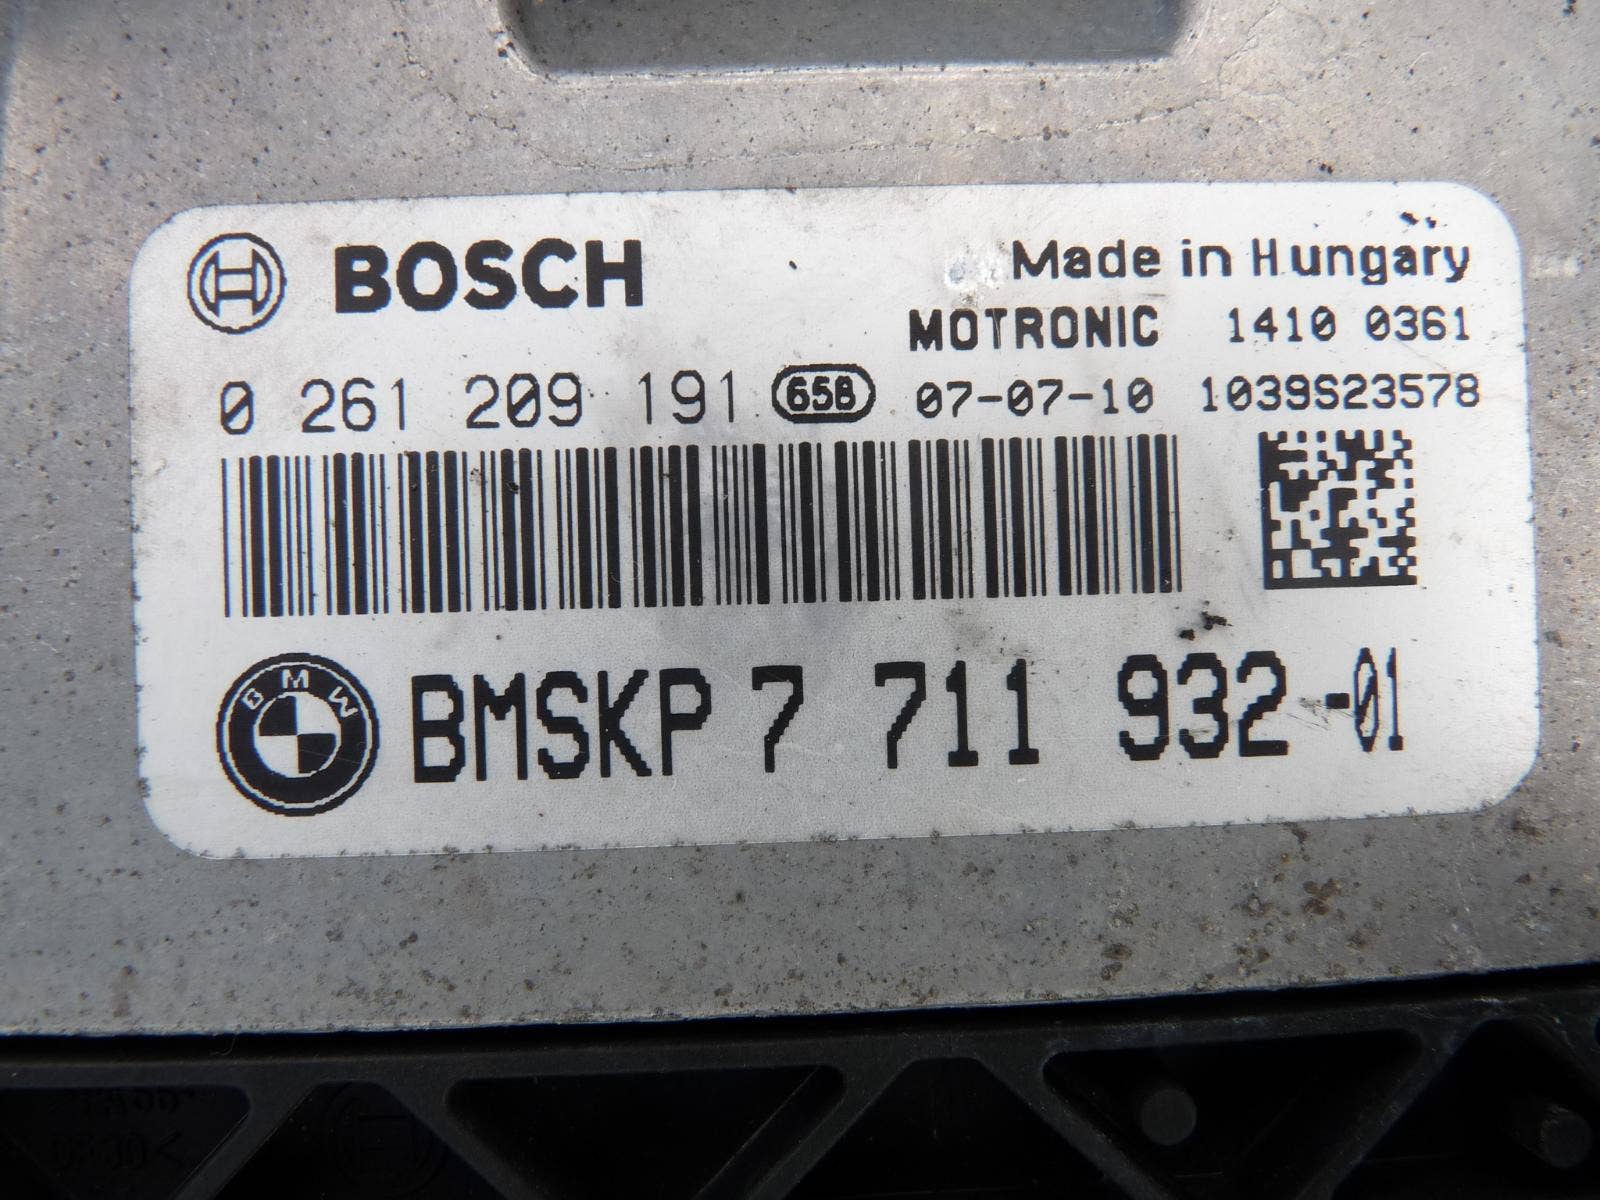 BOSCH
Made in Hungary
MOTRONIC 1410 0361
0 261 209 191 65B 07-07-10 1039S23578
BMW
BMSKP 7 711 932 -01